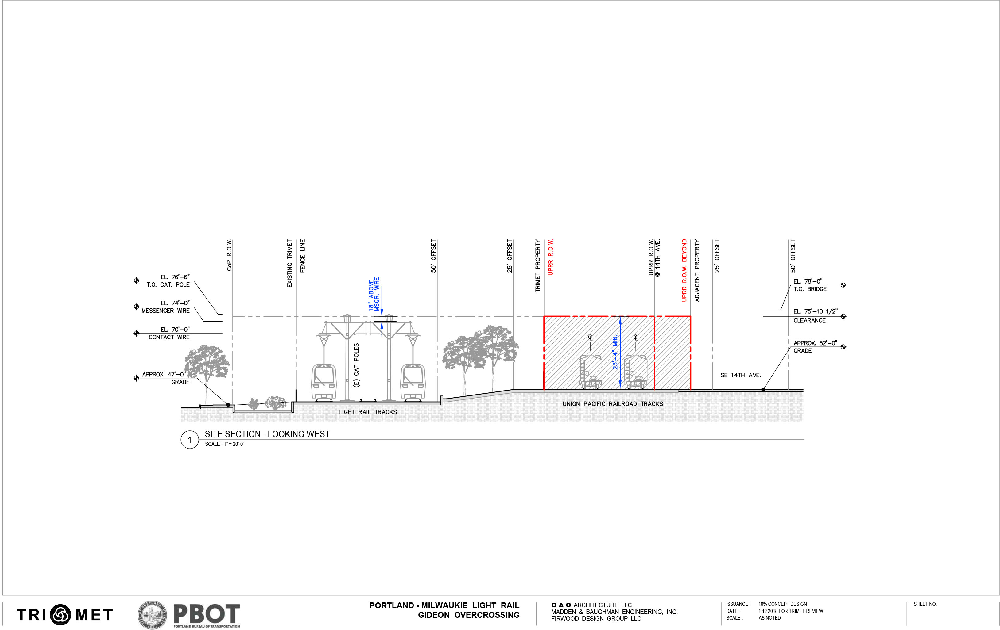 CoP R.O.W.
EXISTING TRIMET
FENCE LINE
50' OFFSET
25' OFFSET
TRIMET PROPERTY
UPRR R.O.W.
UPRR R.O.W.
@ 14TH AVE.
UPRR R.O.W. BEYOND
ADJACENT PROPERTY
25' OFFSET
50' OFFSET
EL. 76'-6"
T.O. CAT. POLE
EL. 74'-0"
MESSENGER WIRE
EL. 70'-0"
CONTACT WIRE
APPROX. 47'-0"
GRADE
18" ABOVE
MSGR. WIRE
(E) CAT POLES
23'-4" MIN.
EL. 78'-0"
T.O. BRIDGE
EL. 75'-10 1/2"
CLEARANCE
APPROX. 52'-0"
GRADE
SE 14TH AVE.
LIGHT RAIL TRACKS
UNION PACIFIC RAILROAD TRACKS
1
SITE SECTION - LOOKING WEST
SCALE : 1" = 20'-0"
TRI MET
CITY OF PORTLAND, OREGON
1851
PBOT
PORTLAND BUREAU OF TRANSPORTATION
PORTLAND - MILWAUKIE LIGHT RAIL
GIDEON OVERCROSSING
DAO ARCHITECTURE LLC
MADDEN & BAUGHMAN ENGINEERING, INC.
FIRWOOD DESIGN GROUP LLC
ISSUANCE : 10% CONCEPT DESIGN
DATE : 1.12.2018 FOR TRIMET REVIEW
SCALE : AS NOTED
SHEET NO.